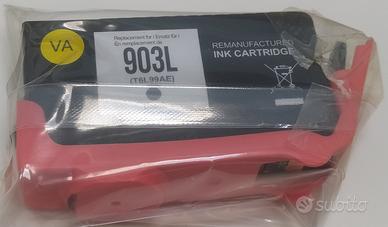 VA
Replacement for / Ersatz für /
En remplacement de
903L
(T6L99AE)
REMANUFACTURED
INK CARTRIDGE
subito